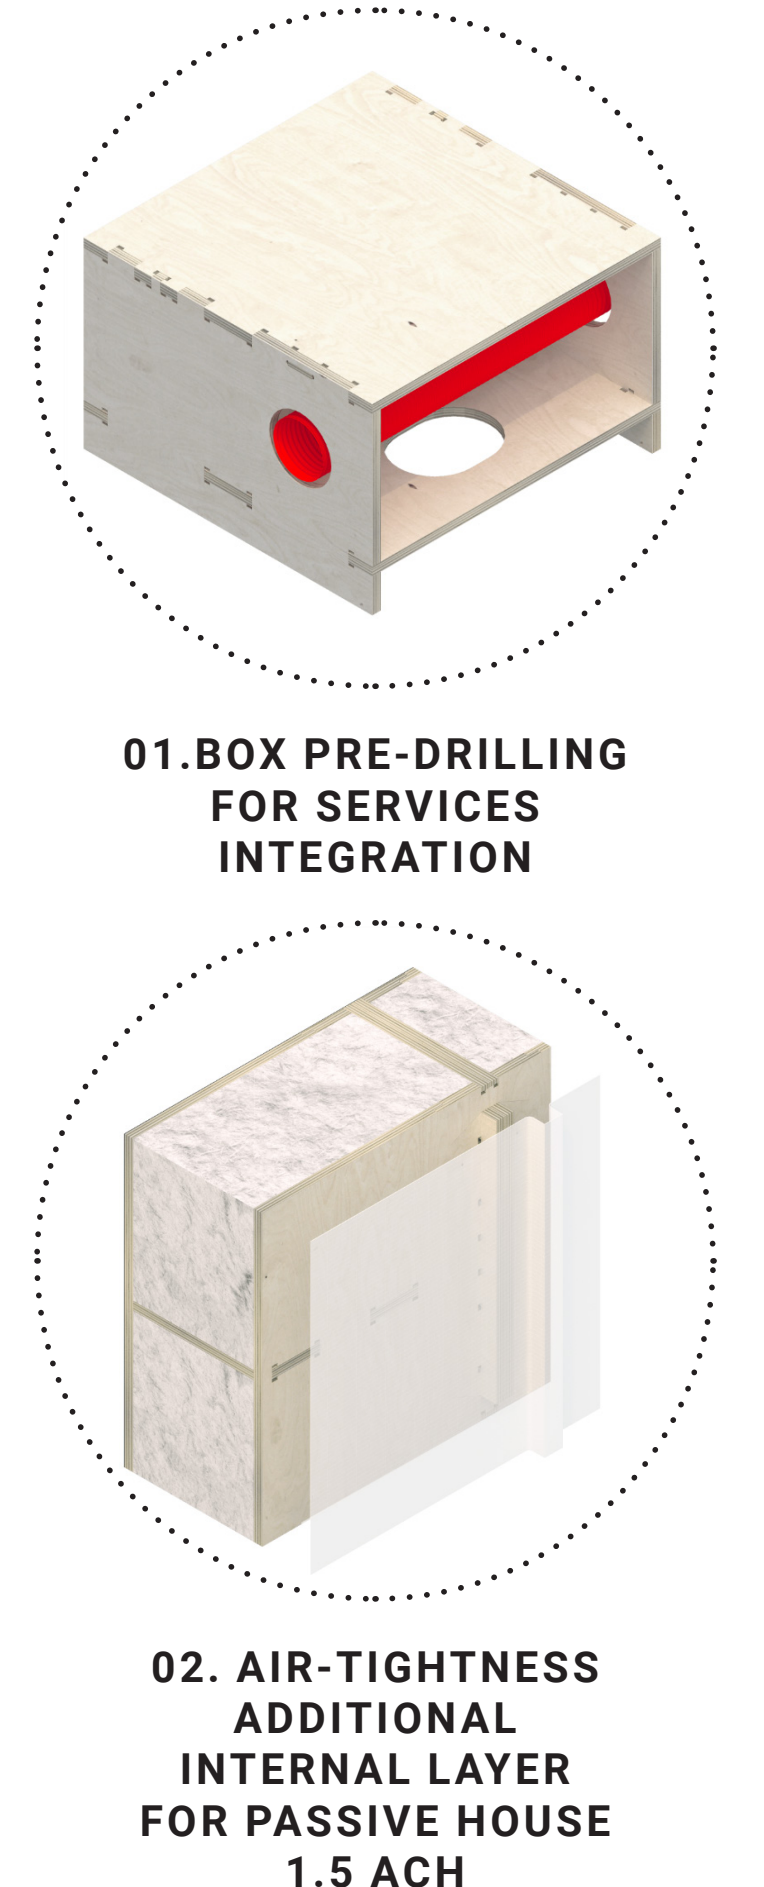 01.BOX PRE-DRILLING
FOR SERVICES
INTEGRATION
02. AIR-TIGHTNESS
ADDITIONAL
INTERNAL LAYER
FOR PASSIVE HOUSE
1.5 ACH